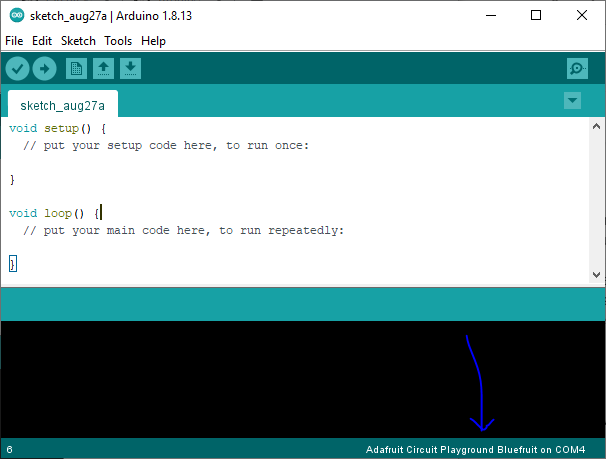 sketch_aug27a | Arduino 1.8.13
File Edit Sketch Tools Help
sketch_aug27a
void setup() {
  // put your setup code here, to run once:
}
void loop() {
  // put your main code here, to run repeatedly:
}
6 Adafruit Circuit Playground Bluefruit on COM4